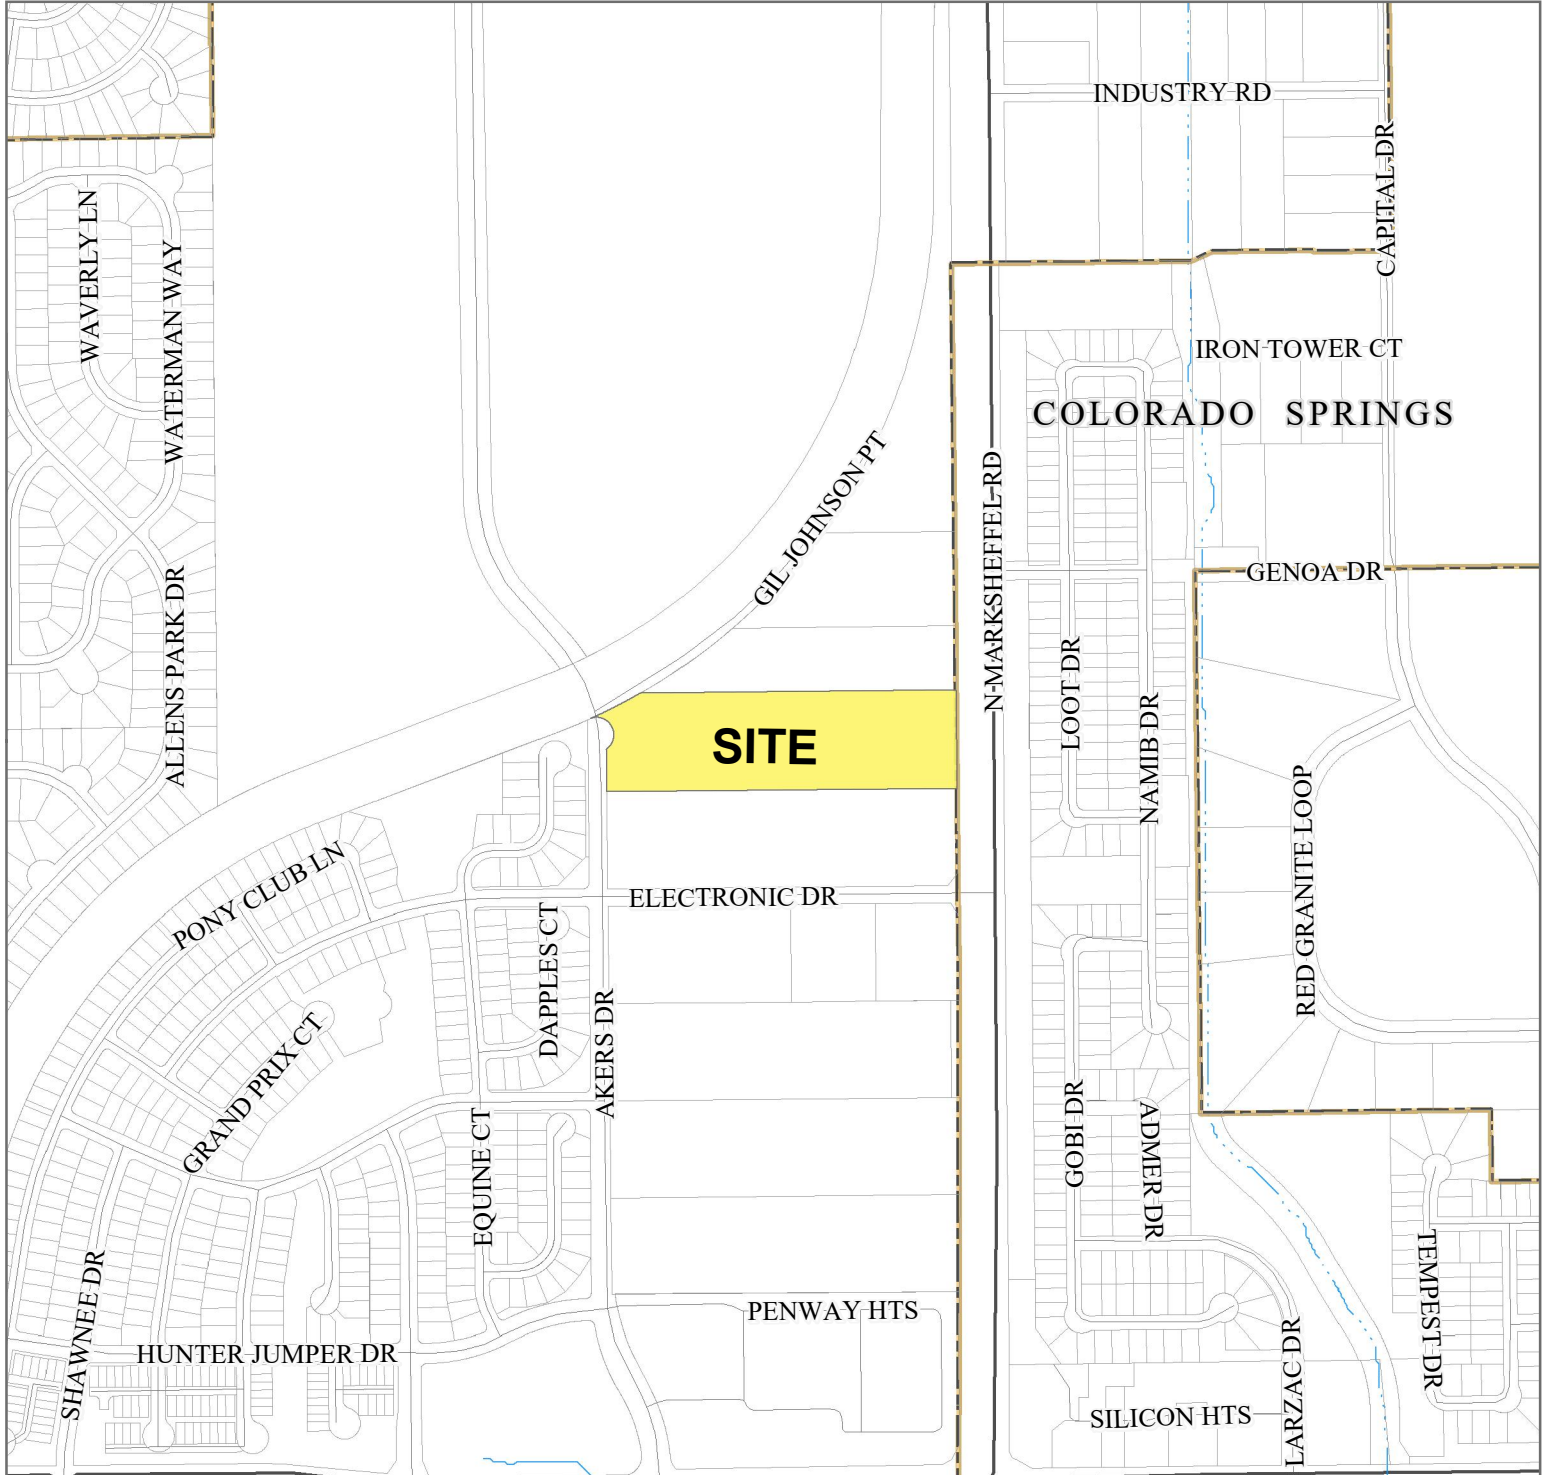 INDUSTRY RD
CAPITAL DR
WAVERLY LN
WATERMAN WAY
IRON TOWER CT
COLORADO SPRINGS
GIL JOHNSON PT
N MARKSHEFFEL RD
GENOA DR
ALLENS PARK DR
LOOT DR
NAMIB DR
SITE
RED GRANITE LOOP
PONY CLUB LN
ELECTRONIC DR
DAPPLES CT
AKERS DR
GRAND PRIX CT
EQUINE CT
GOBI DR
ADMER DR
TEMPEST DR
SHAWNEE DR
PENWAY HTS
HUNTER JUMPER DR
LARZAC DR
SILICON HTS